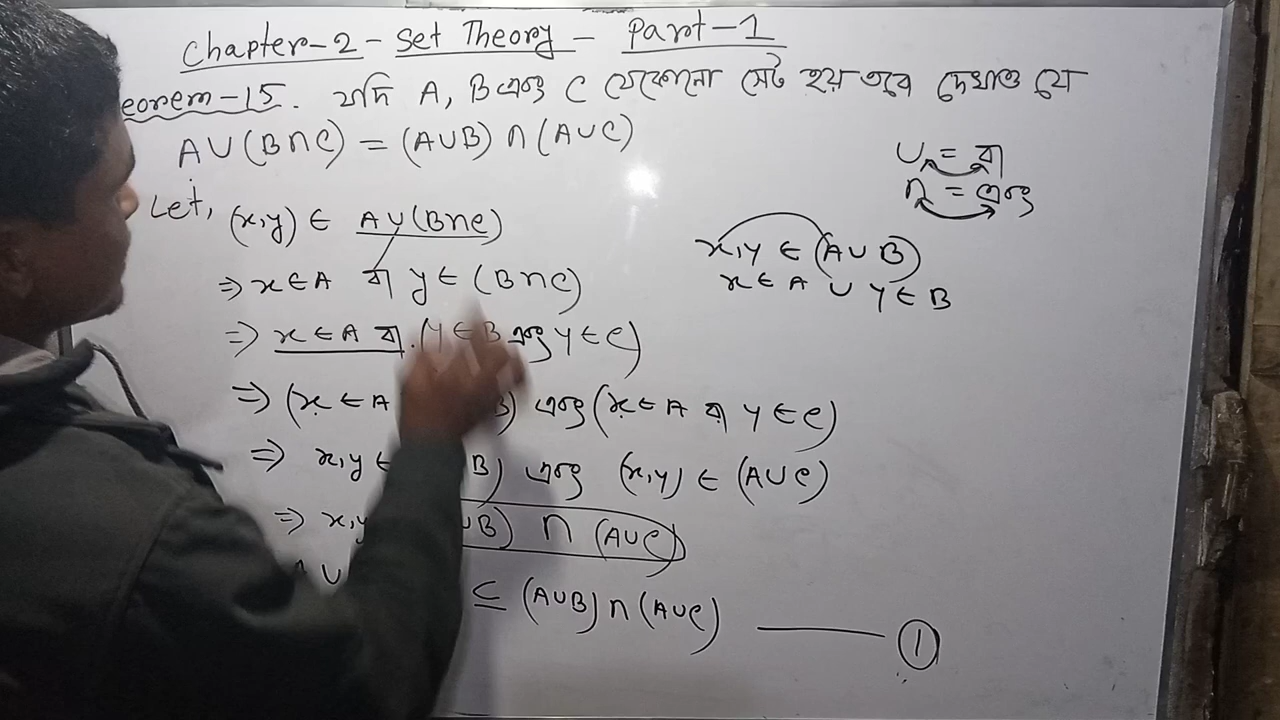 Chapter-2 - Set Theory - Part-1
eorem-15. যদি A, B এবং C যেকোনো সেট হয় তবে দেখাও যে
A∪(B∩C) = (A∪B) ∩ (A∪C)
Let, (x,y) ∈ A∪(B∩C)
⇒ x∈A বা y∈(B∩C)
⇒ x∈A বা (y∈B এবং y∈C)
⇒ (x∈A B) এবং (x∈A বা y∈C)
⇒ x,y ∈ B) এবং (x,y) ∈ (A∪C)
⇒ x,y ∪B) ∩ (A∪C)
A∪ ⊆ (A∪B)∩(A∪C) ——— ①
∪ = বা
∩ = এবং
x,y ∈ (A∪B)
x∈A ∪ y∈B